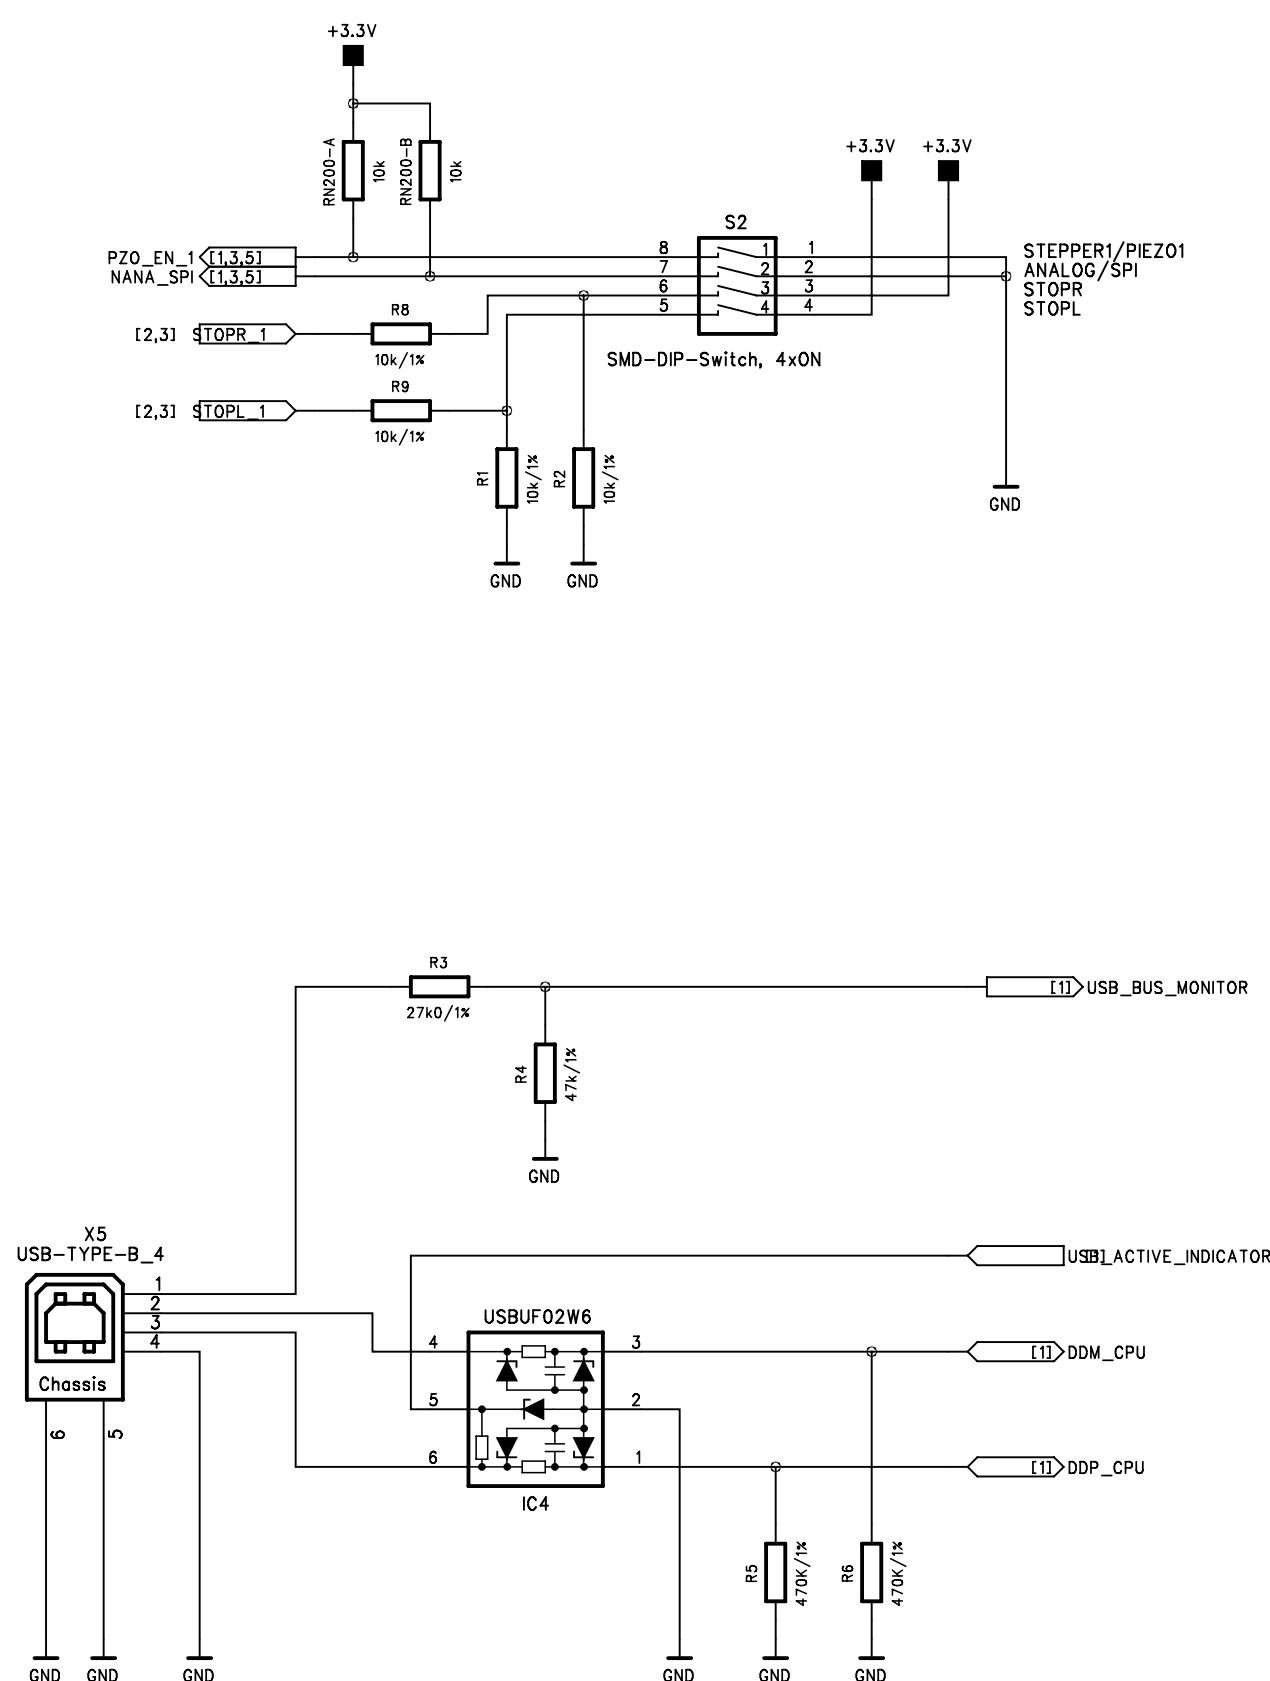 +3.3V
RN200-A
10k
RN200-B
10k
+3.3V
+3.3V
S2
PZO_EN_1 [1,3,5]
NANA_SPI [1,3,5]
8
7
6
5
1
2
3
4
1
2
3
4
STEPPER1/PIEZO1
ANALOG/SPI
STOPR
STOPL
R8
[2,3] STOPR_1
10k/1%
SMD-DIP-Switch, 4xON
R9
[2,3] STOPL_1
10k/1%
R1
10k/1%
R2
10k/1%
GND
GND
GND
R3
27k0/1%
[1] USB_BUS_MONITOR
R4
47k/1%
GND
X5
USB-TYPE-B_4
1
2
3
4
Chassis
6
5
[1] USB_ACTIVE_INDICATOR
USBUF02W6
4
5
6
3
2
1
IC4
[1] DDM_CPU
[1] DDP_CPU
R5
470K/1%
R6
470K/1%
GND
GND
GND
GND
GND
GND